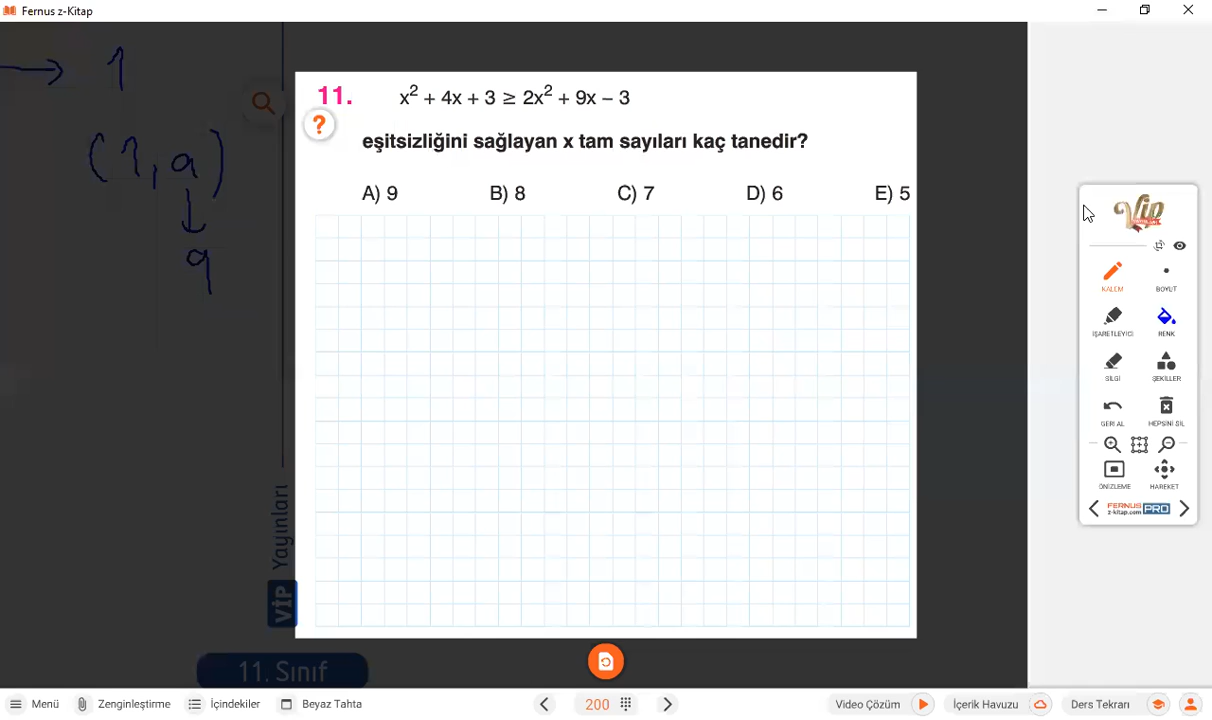 Fernus z-Kitap
→ 1
(1, a)
↓
9
11. x² + 4x + 3 ≥ 2x² + 9x – 3
?
eşitsizliğini sağlayan x tam sayıları kaç tanedir?
A) 9 B) 8 C) 7 D) 6 E) 5
VİP Yayınları
11. Sınıf
Vip
KALEM BOYUT
İŞARETLEYİCİ RENK
SİLGİ ŞEKİLLER
GERİ AL HEPSİNİ SİL
ÖNİZLEME HAREKET
FERNUS z-kitap.com PRO
Menü Zenginleştirme İçindekiler Beyaz Tahta 200 Video Çözüm İçerik Havuzu Ders Tekrarı